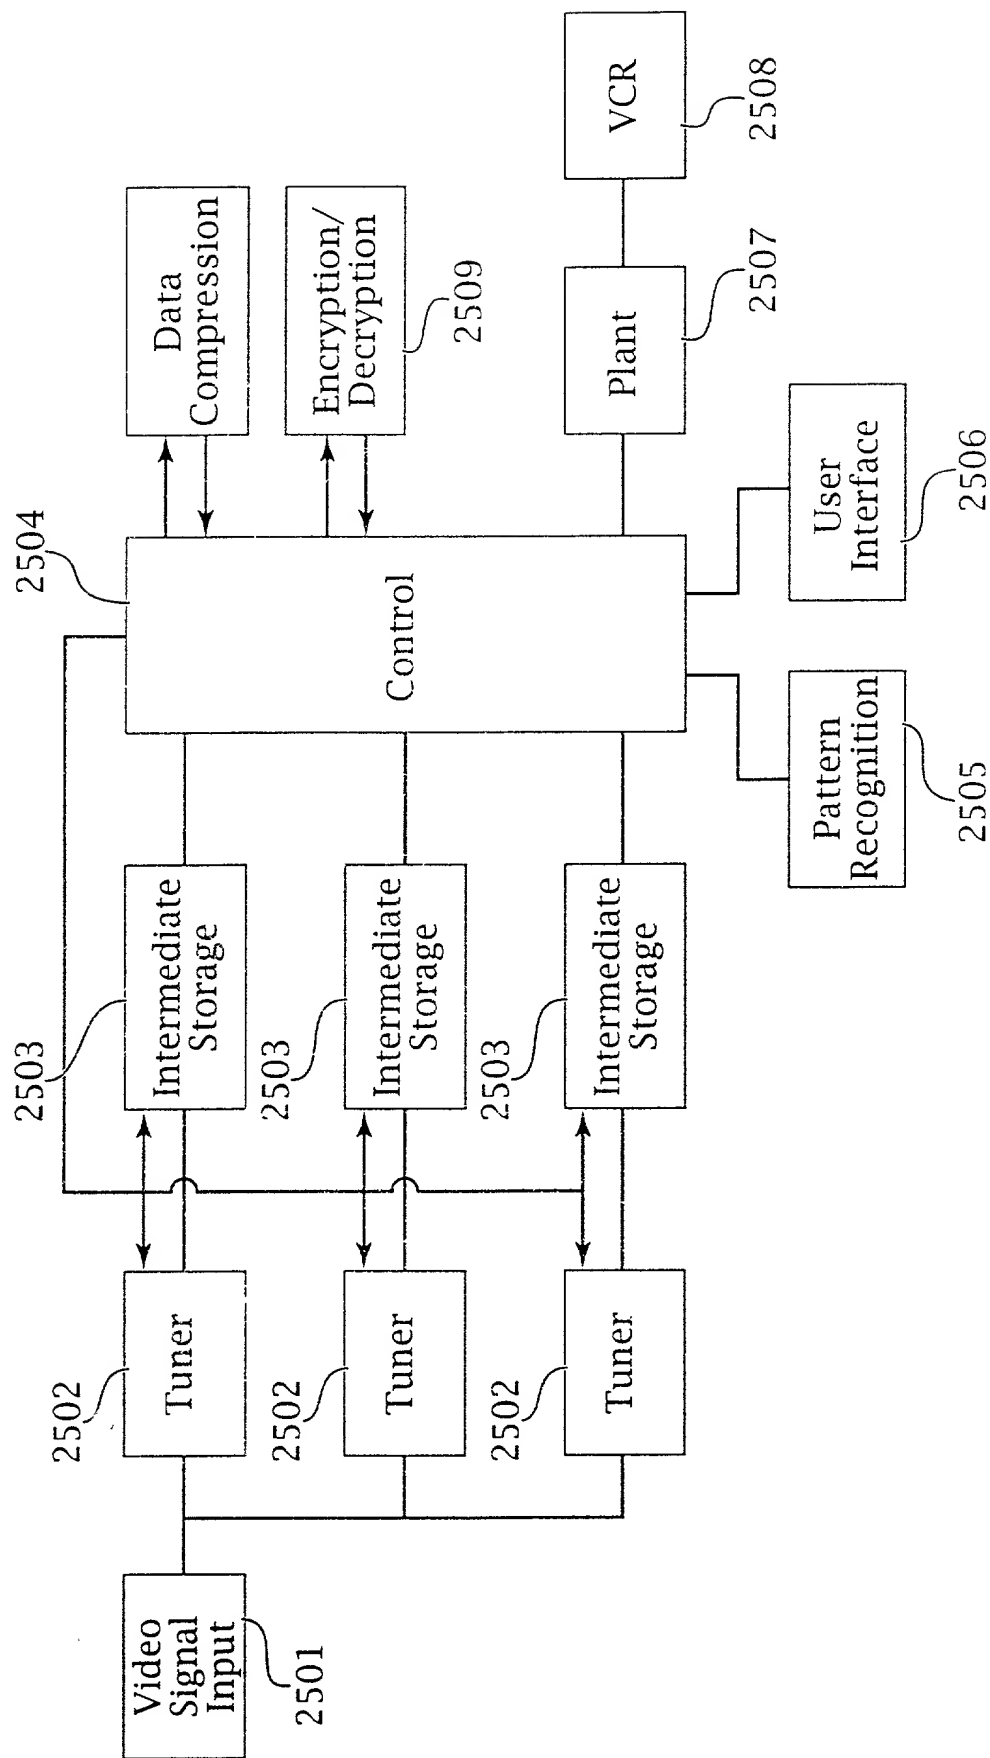 Video
Signal
Input
2501
Tuner
2502
Tuner
2502
Tuner
2502
Intermediate
Storage
2503
Intermediate
Storage
2503
Intermediate
Storage
2503
Control
2504
Data
Compression
Encryption/
Decryption
2509
Pattern
Recognition
2505
User
Interface
2506
Plant
2507
VCR
2508